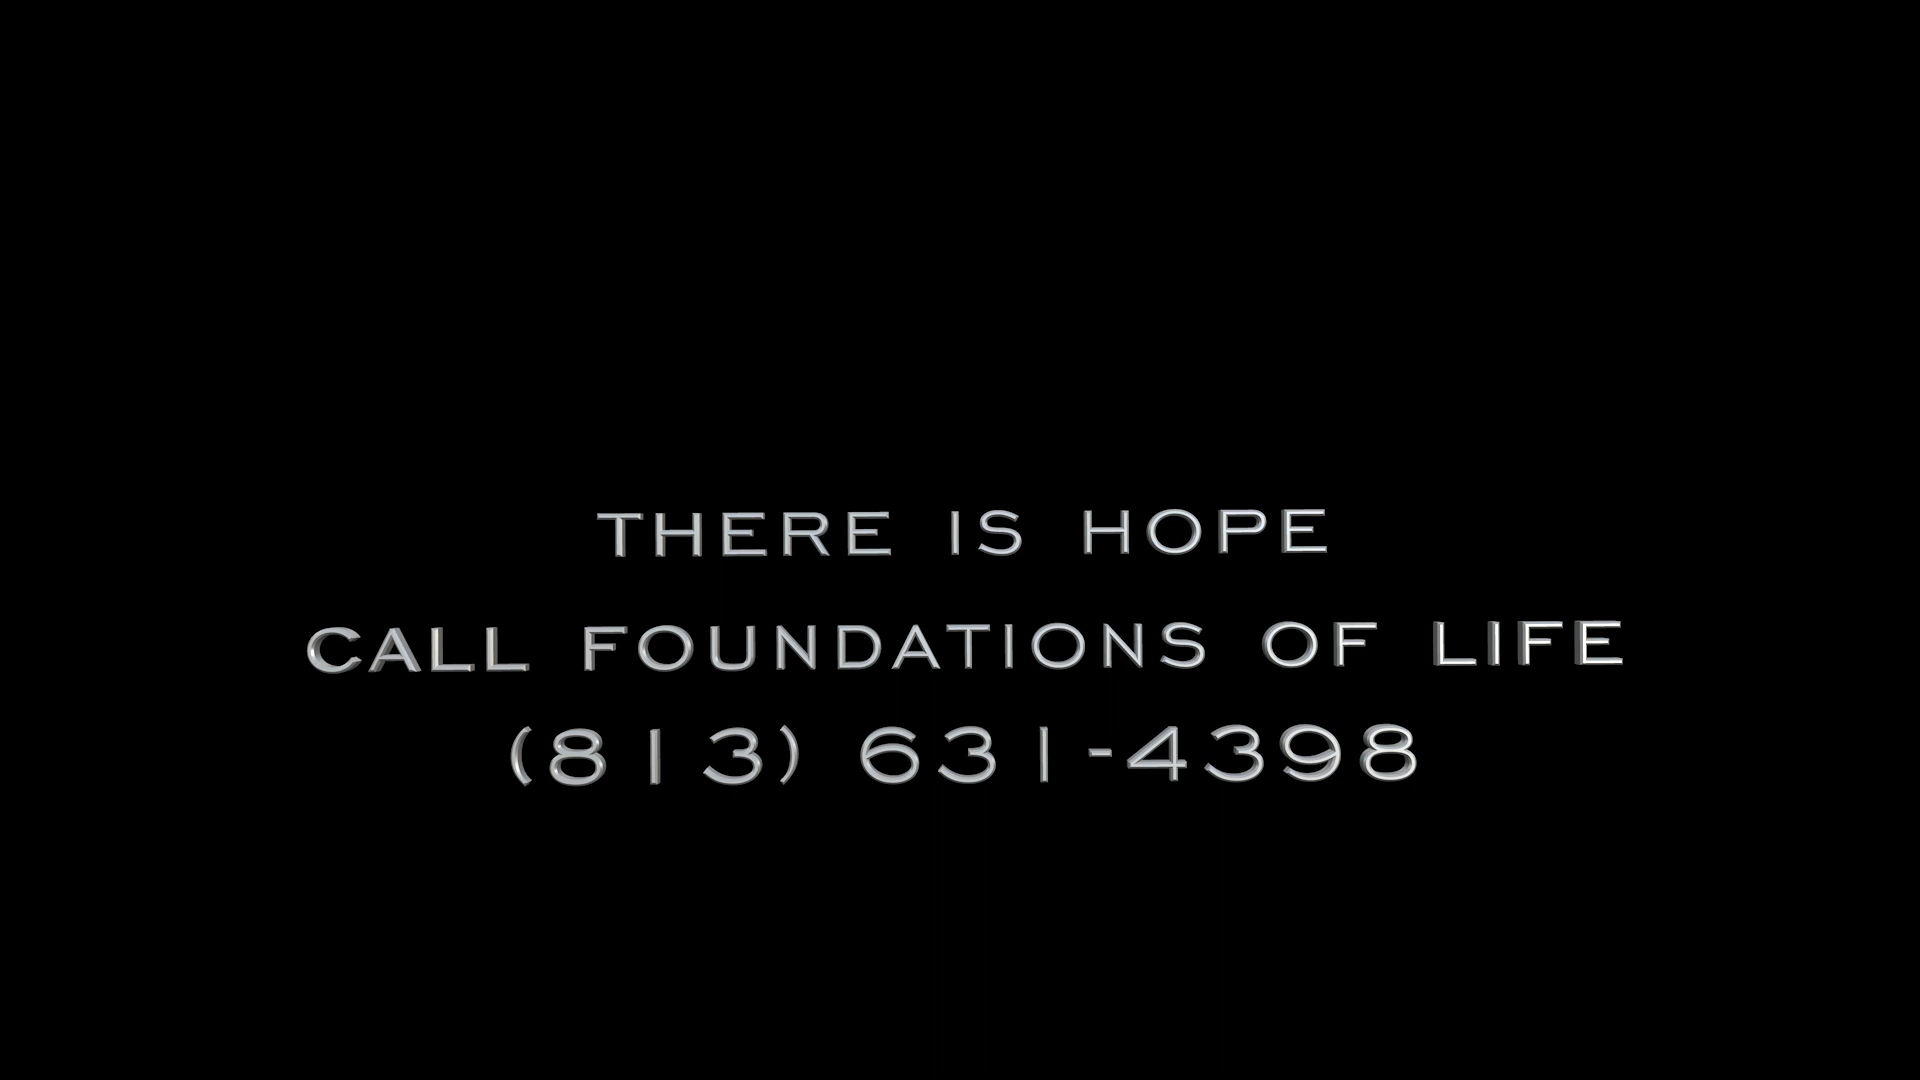 THERE IS HOPE
CALL FOUNDATIONS OF LIFE
(813) 631-4398